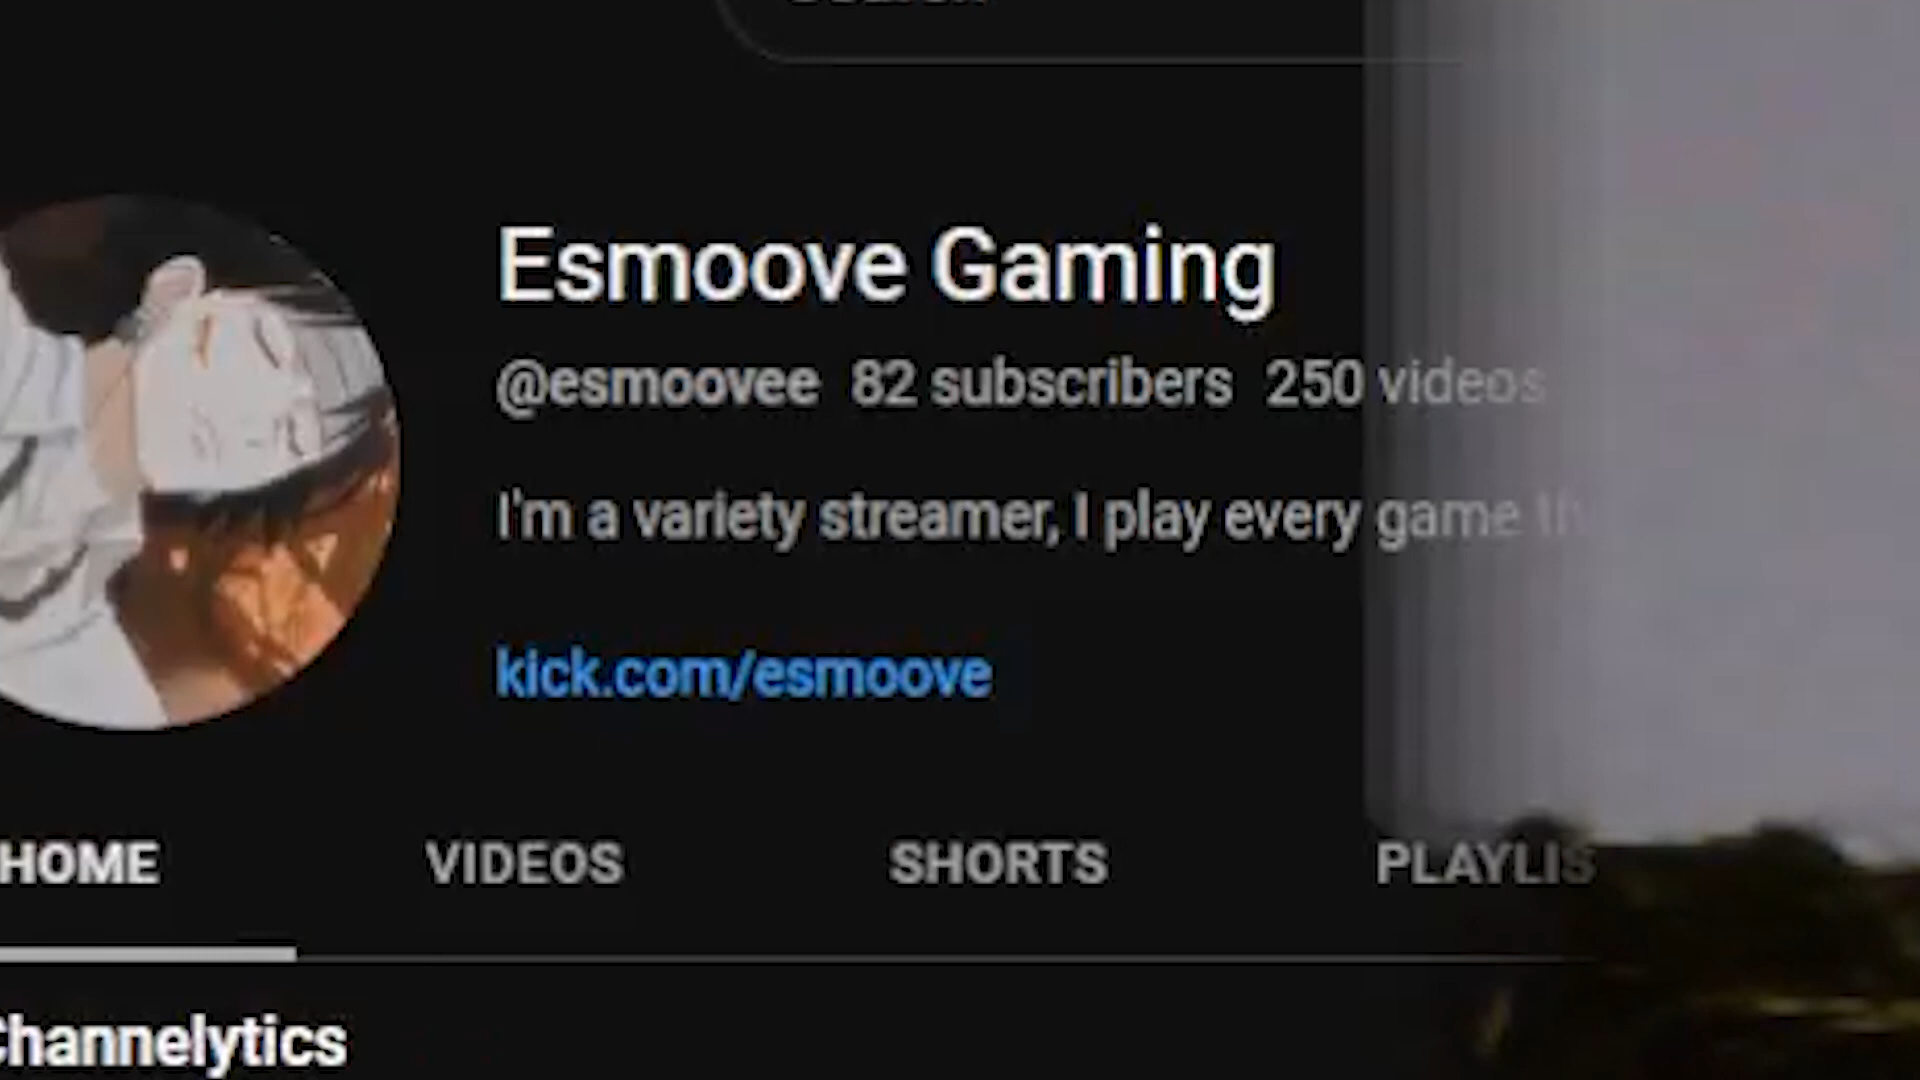 Esmoove Gaming
@esmoovee 82 subscribers 250 videos
I'm a variety streamer, I play every game
kick.com/esmoove
HOME VIDEOS SHORTS PLAYLIS
Channelytics